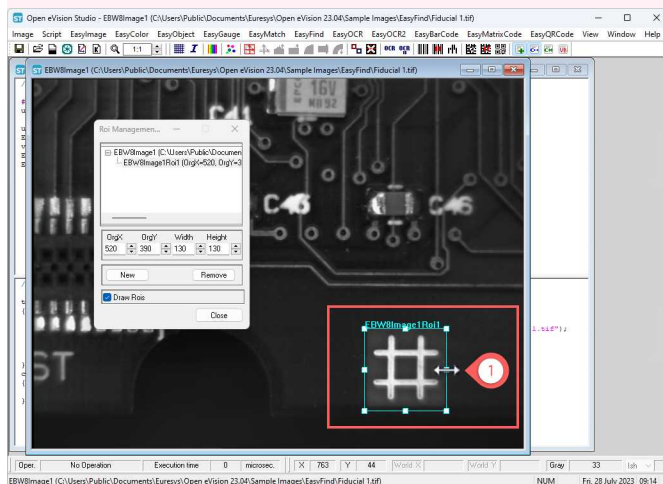 Open eVision Studio - EBW8Image1 (C:\Users\Public\Documents\Euresys\Open eVision 23.04\Sample Images\EasyFind\Fiducial 1.tif)
Image Script EasyImage EasyColor EasyObject EasyGauge EasyMatch EasyFind EasyOCR EasyOCR2 EasyBarCode EasyMatrixCode EasyQRCode View Window Help
1:1
EBW8Image1 (C:\Users\Public\Documents\Euresys\Open eVision 23.04\Sample Images\EasyFind\Fiducial 1.tif)
16V
Roi Managemen...
EBW8Image1 (C:\Users\Public\Documen
EBW8Image1Roi1 (OrgX=520, OrgY=3
OrgX OrgY Width Height
520 390 130 130
New Remove
Draw Rois
Close
EBW8Image1Roi1
1
1.tif");
ST
Oper. No Operation Execution time 0 microsec. X 763 Y 44 World X World Y Gray 33 Ish
EBW8Image1 (C:\Users\Public\Documents\Euresys\Open eVision 23.04\Sample Images\EasyFind\Fiducial 1.tif) NUM Fri, 28 July 2023 09:14